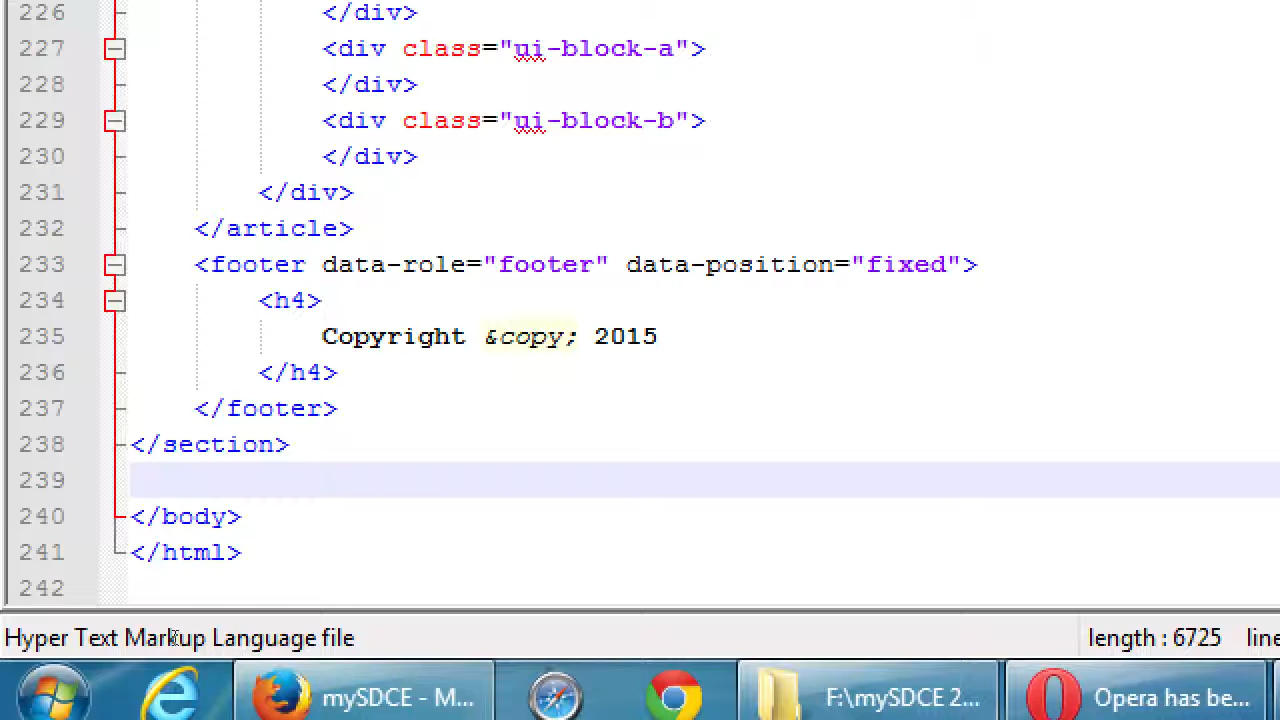 226 </div>
227 <div class="ui-block-a">
228 </div>
229 <div class="ui-block-b">
230 </div>
231 </div>
232 </article>
233 <footer data-role="footer" data-position="fixed">
234 <h4>
235 Copyright &copy; 2015
236 </h4>
237 </footer>
238 </section>
239
240 </body>
241 </html>
242
Hyper Text Markup Language file length : 6725 line
mySDCE - M... F:\mySDCE 2... Opera has be...